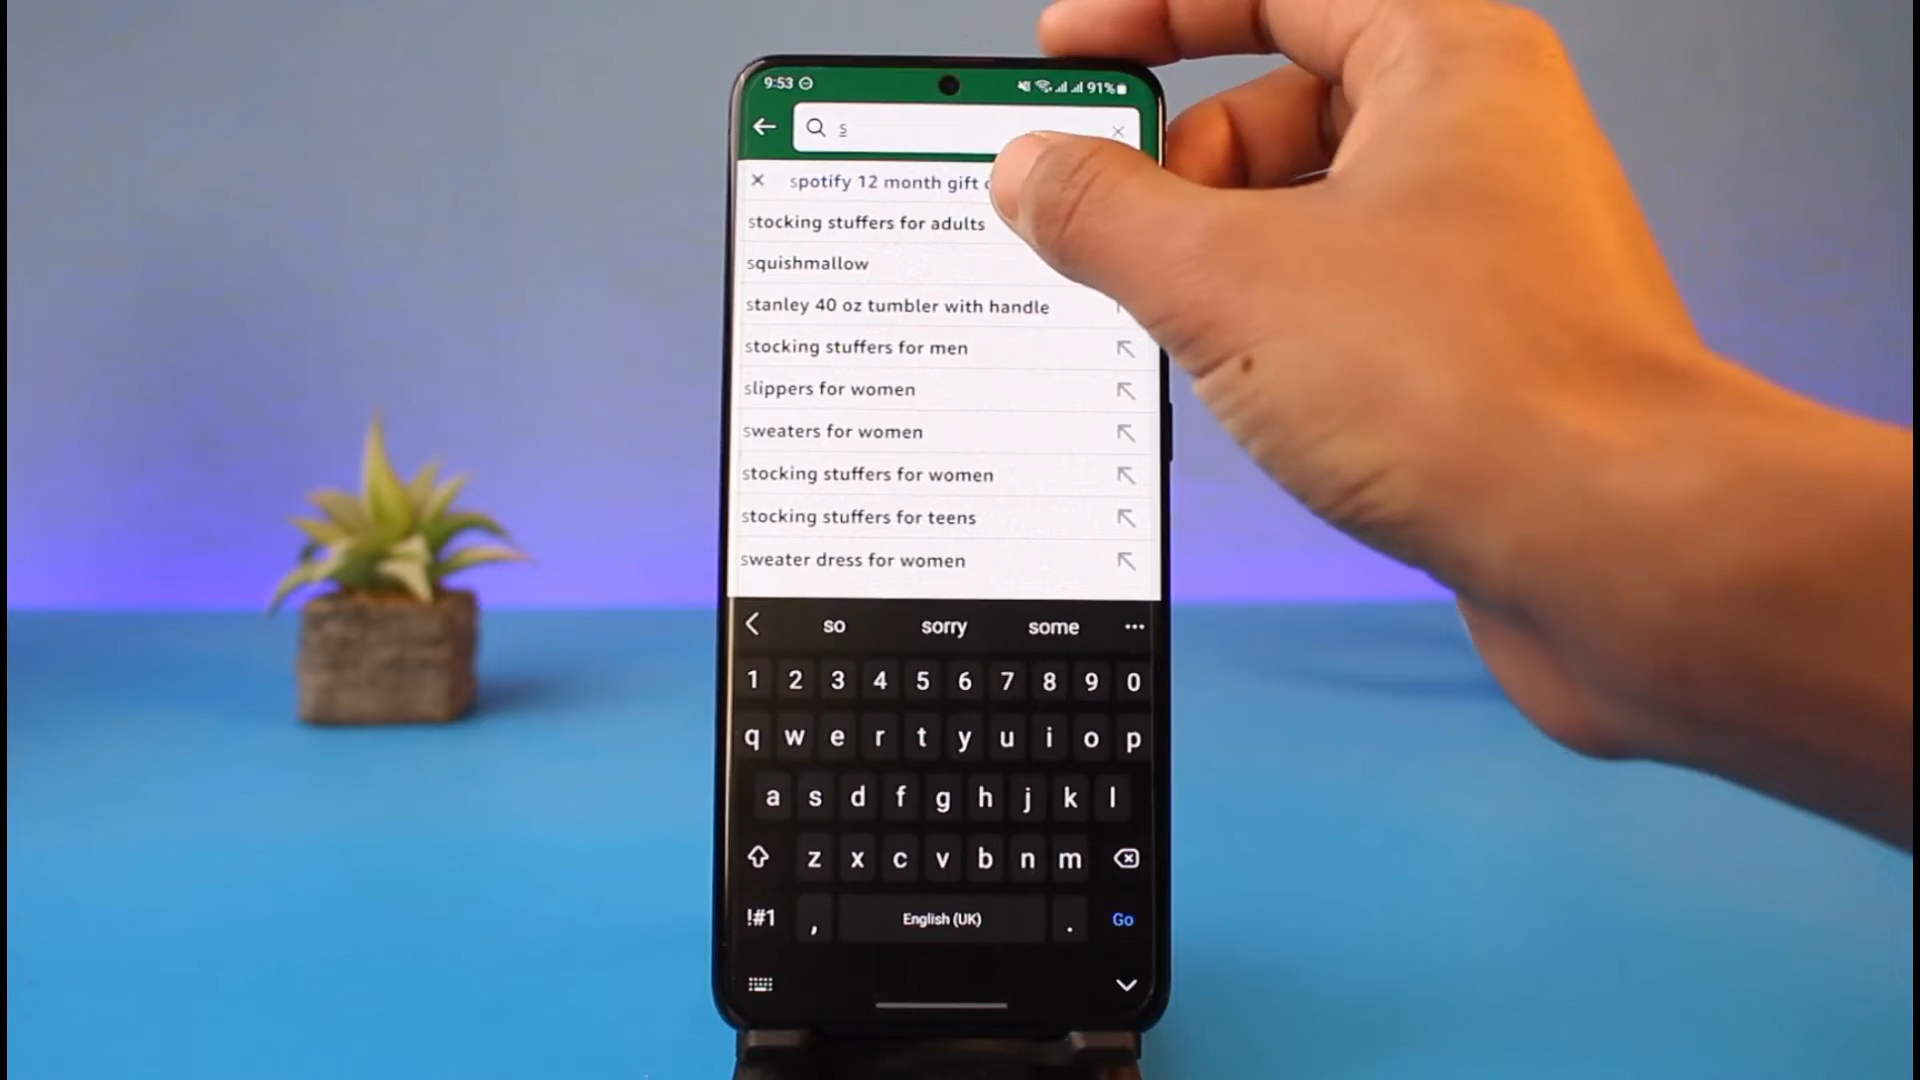 9:53 91%
s
spotify 12 month gift
stocking stuffers for adults
squishmallow
stanley 40 oz tumbler with handle
stocking stuffers for men
slippers for women
sweaters for women
stocking stuffers for women
stocking stuffers for teens
sweater dress for women
so sorry some ...
1 2 3 4 5 6 7 8 9 0
q w e r t y u i o p
a s d f g h j k l
z x c v b n m
!#1 , English (UK) . Go